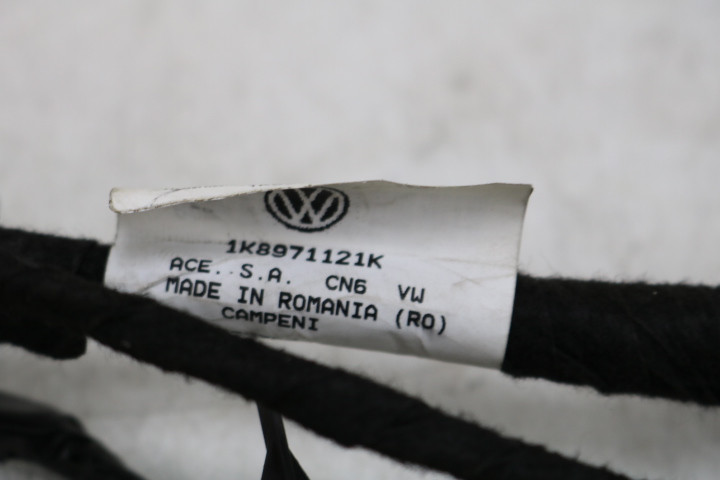 1K8971121K
ACE. S.A. CN6 VW
MADE IN ROMANIA (RO)
CAMPENI